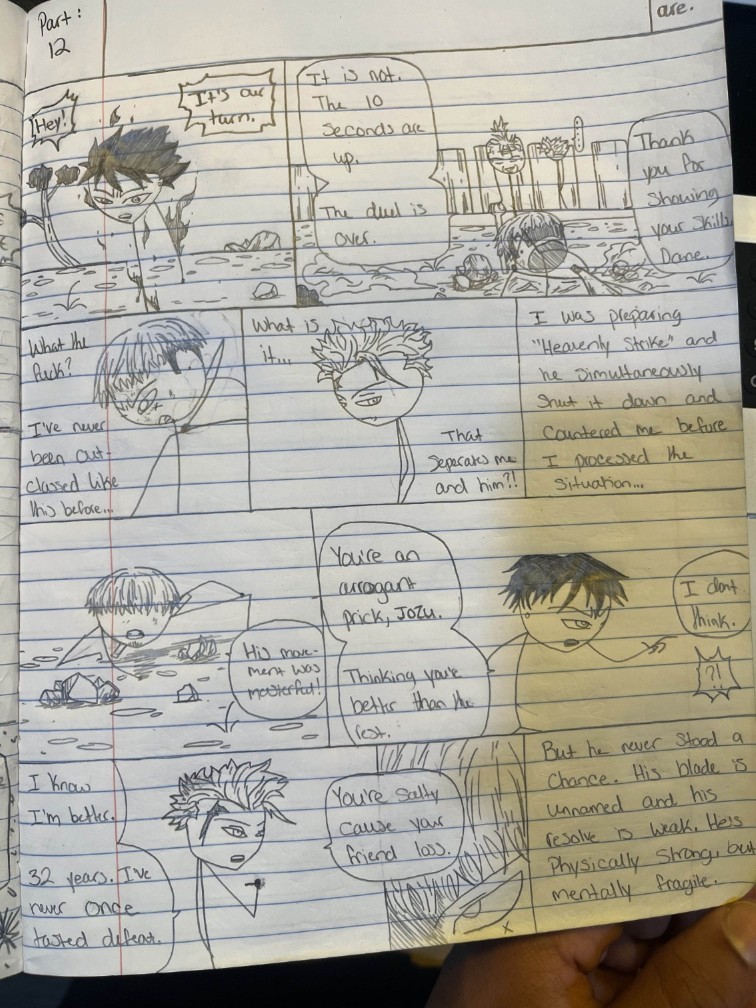 Part:
12
are.
Hey!
It's our
turn.
It is not.
The 10
Seconds are
up.
The duel is
over.
Thank
you for
Showing
your Skills
Dane.
What the
fuck?
I've never
been out-
classed like
this before...
What is
it...
That
Seperates me
and him?!
I was preparing
"Heavenly Strike" and
he Simultaneously
Shut it down and
Countered me before
I processed the
Situation...
His move-
ment was
masterful!
You're an
arrogant
prick, Jozu.
Thinking you're
better than the
rest.
I dont
think.
?!
I know
I'm better.
32 years. I've
never once
tasted defeat.
You're Salty
cause your
friend loss.
But he never Stood a
Chance. His blade is
unnamed and his
resolve is weak. He's
Physically Strong, but
mentally fragile.